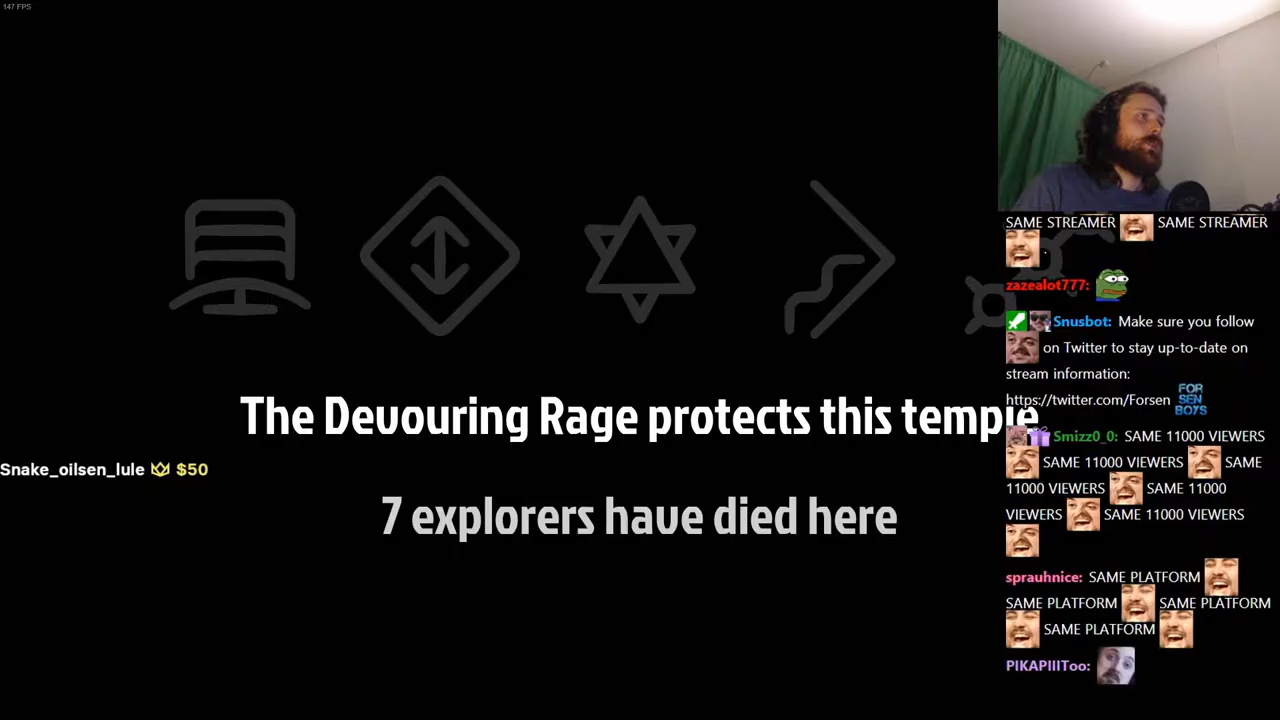 147 FPS
The Devouring Rage protects this temple
7 explorers have died here
Snake_oilsen_lule $50
SAME STREAMER SAME STREAMER
zazealot777:
Snusbot: Make sure you follow
on Twitter to stay up-to-date on
stream information:
https://twitter.com/Forsen FOR
SEN
BOYS
Smizz0_0: SAME 11000 VIEWERS
SAME 11000 VIEWERS SAME
11000 VIEWERS SAME 11000
VIEWERS SAME 11000 VIEWERS
sprauhnice: SAME PLATFORM
SAME PLATFORM SAME PLATFORM
SAME PLATFORM
PIKAPIIIToo: